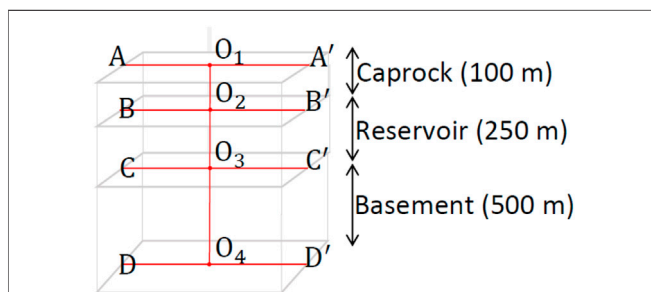 A O₁ A′
Caprock (100 m)
B O₂ B′
Reservoir (250 m)
C O₃ C′
Basement (500 m)
D O₄ D′